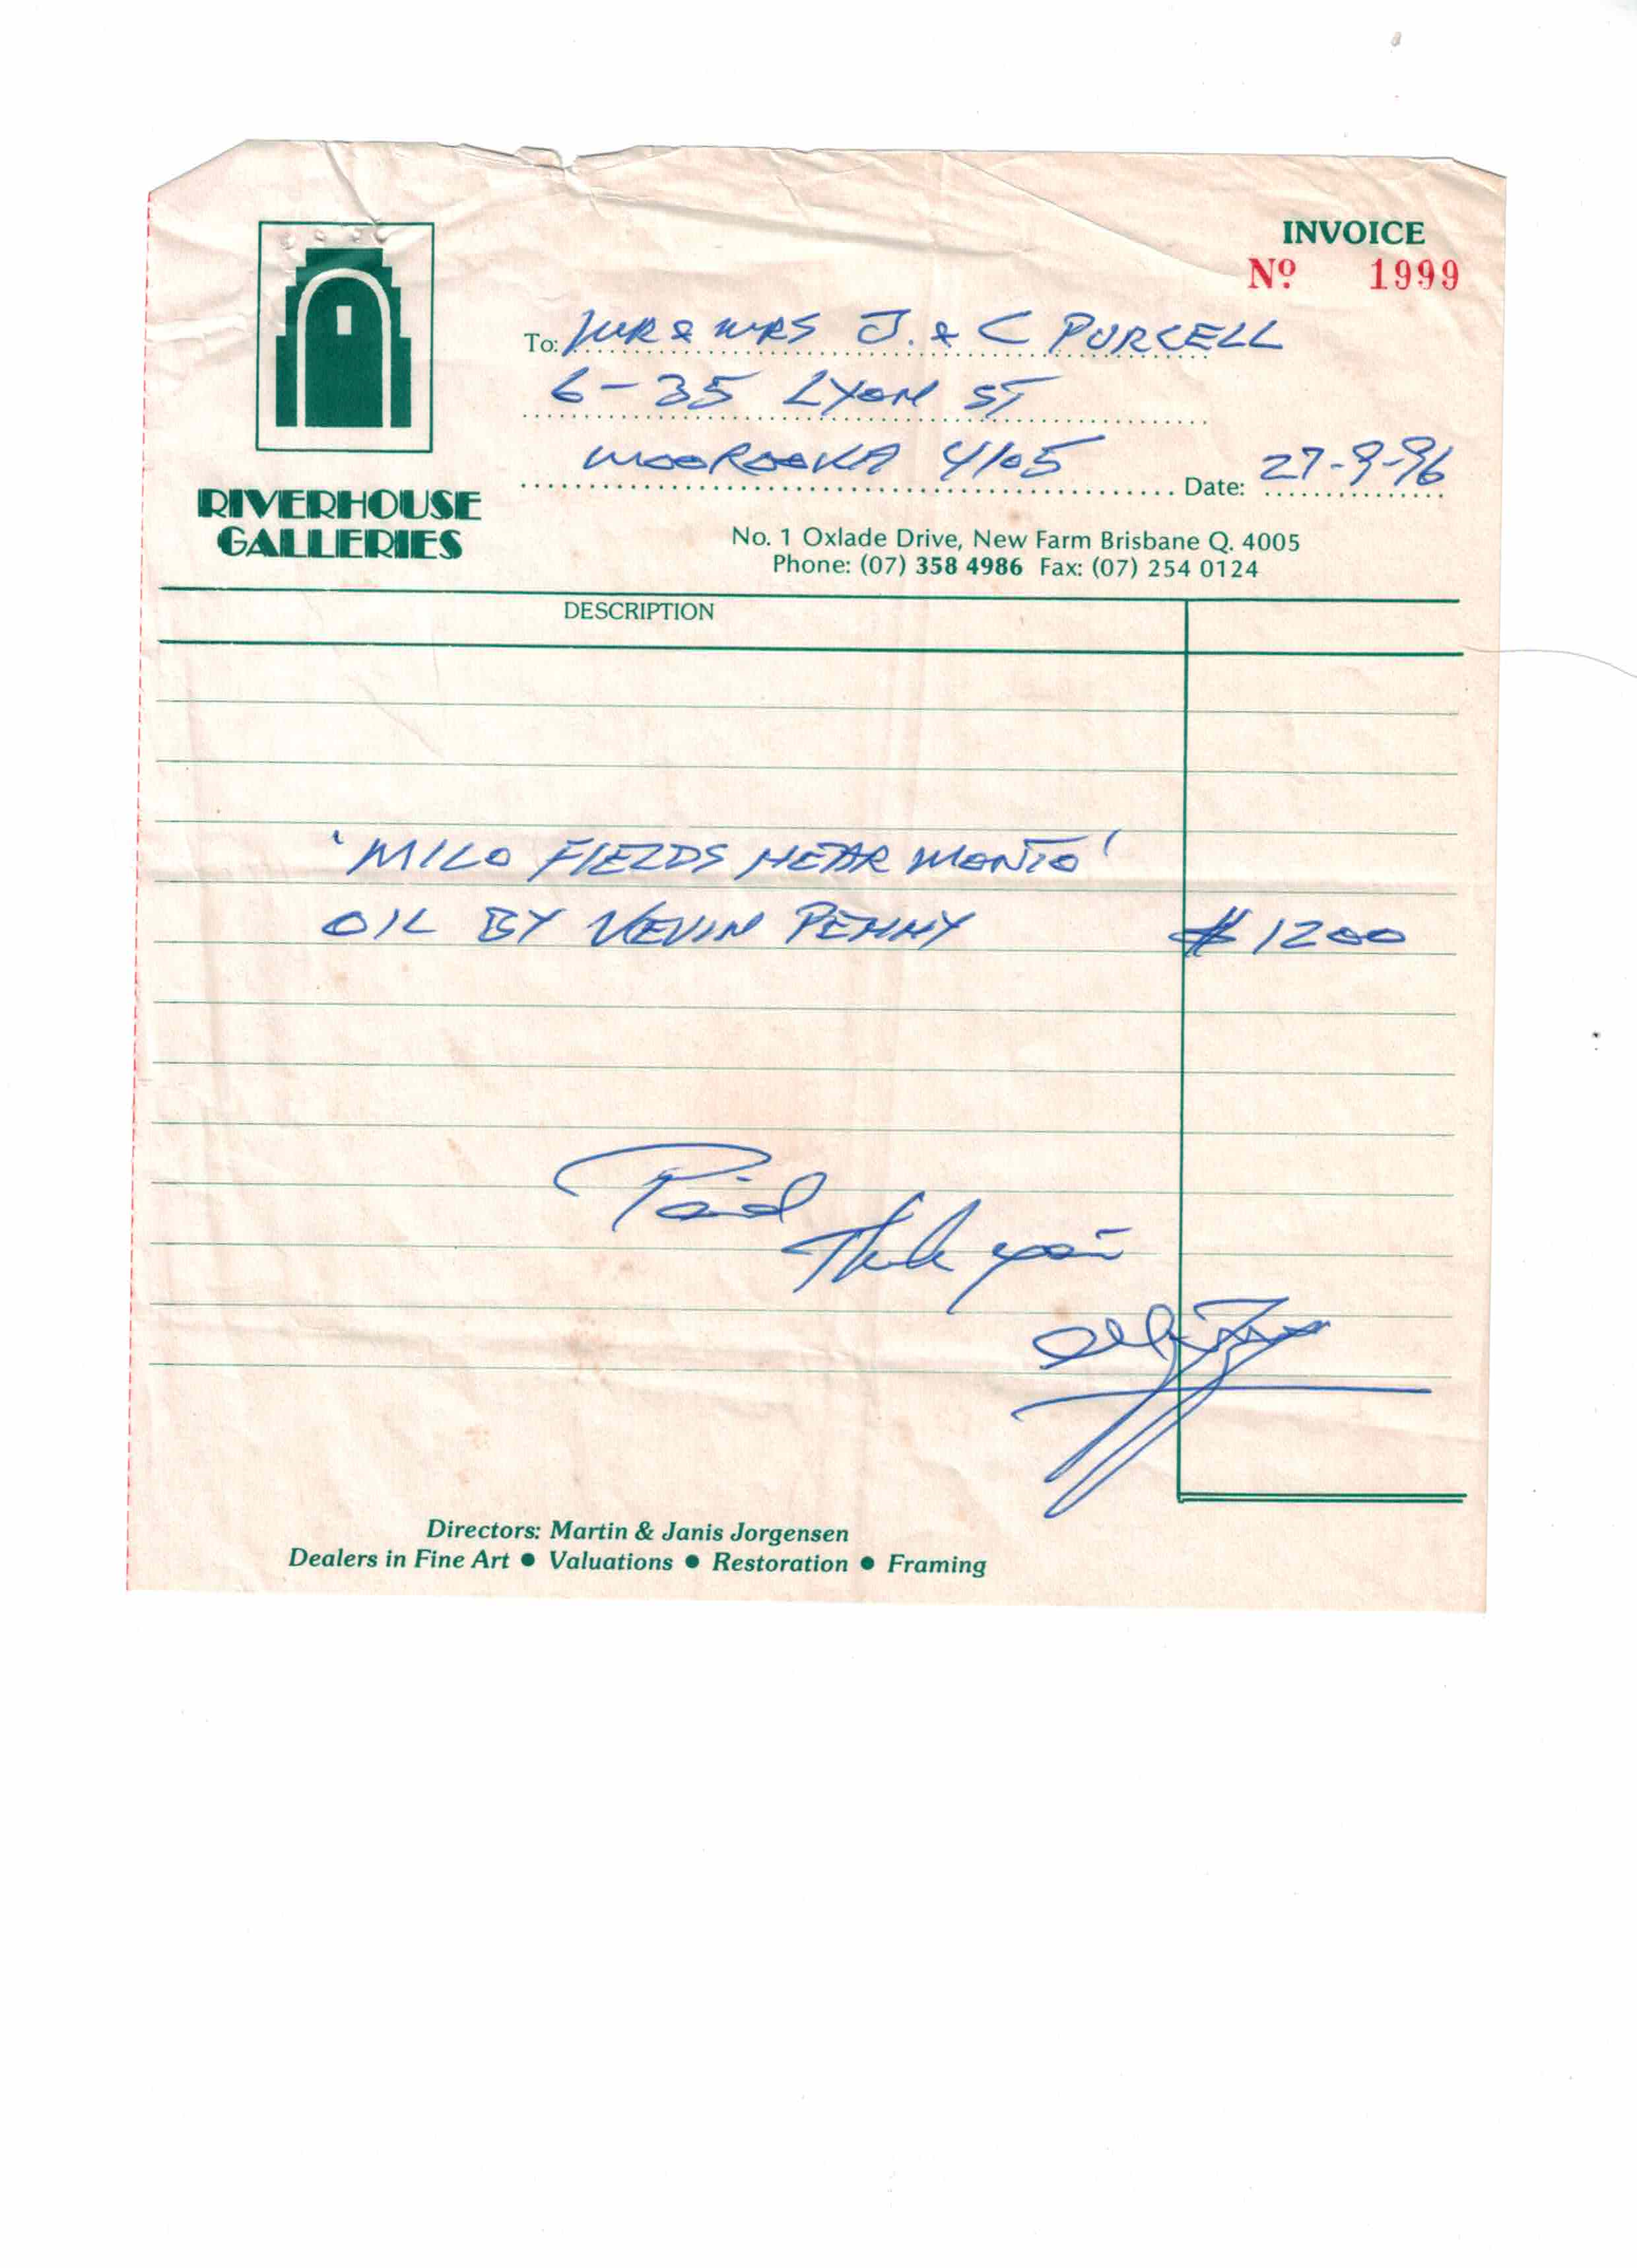 INVOICE
Nº 1999
To: MR & MRS J. & C PURCELL
6-35 LYON ST
MOOROOKA 4105
Date: 27-9-96
RIVERHOUSE
GALLERIES
No. 1 Oxlade Drive, New Farm Brisbane Q. 4005
Phone: (07) 358 4986 Fax: (07) 254 0124
DESCRIPTION
'MILO FIELDS NEAR MONTO'
OIL BY KEVIN PENNY $1200
Paid
Thank you
Directors: Martin & Janis Jorgensen
Dealers in Fine Art ● Valuations ● Restoration ● Framing